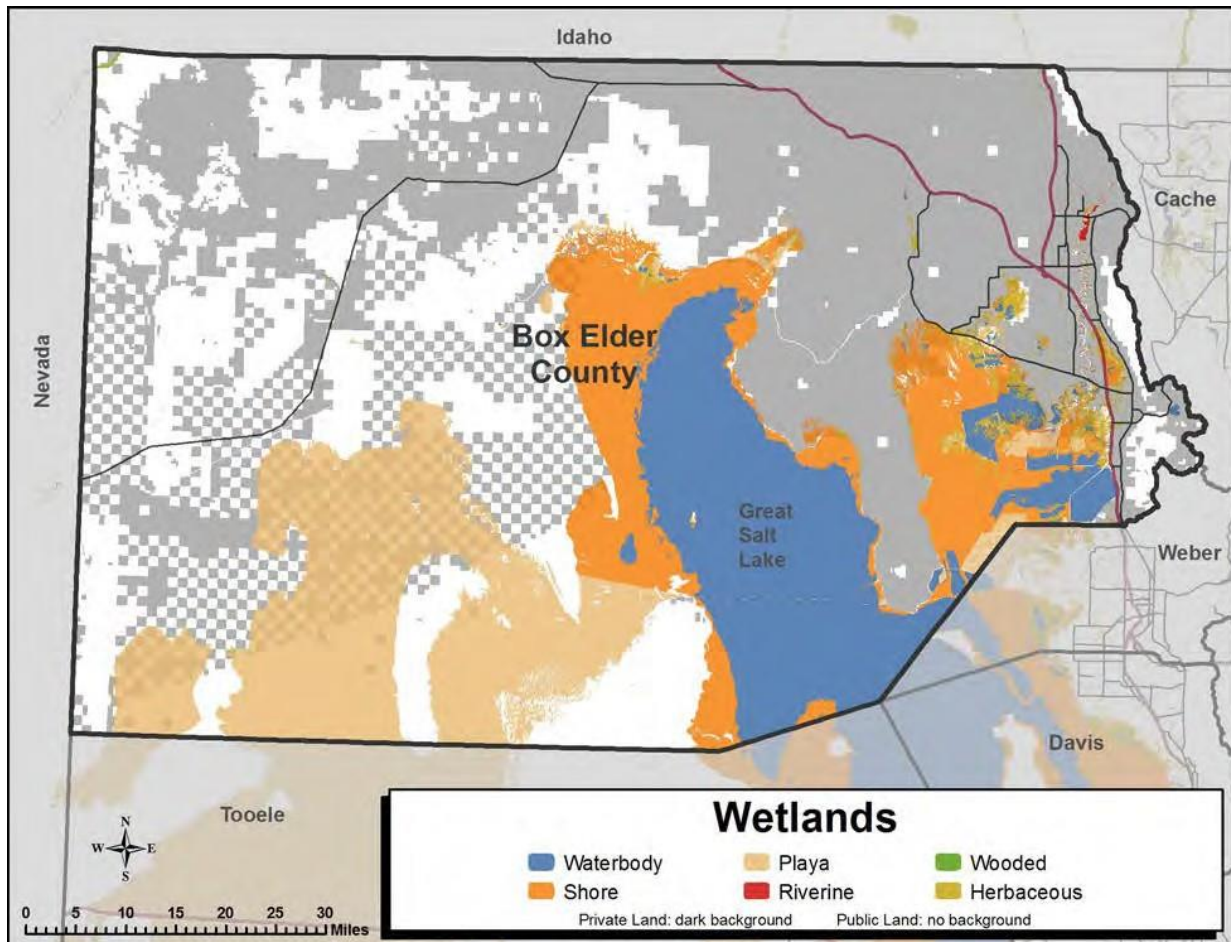 Idaho
Cache
Nevada
Box Elder
County
Great
Salt
Lake
Weber
Davis
Tooele
N
W E
S
0 5 10 15 20 25 30
Miles
Wetlands
Waterbody Playa Wooded
Shore Riverine Herbaceous
Private Land: dark background Public Land: no background